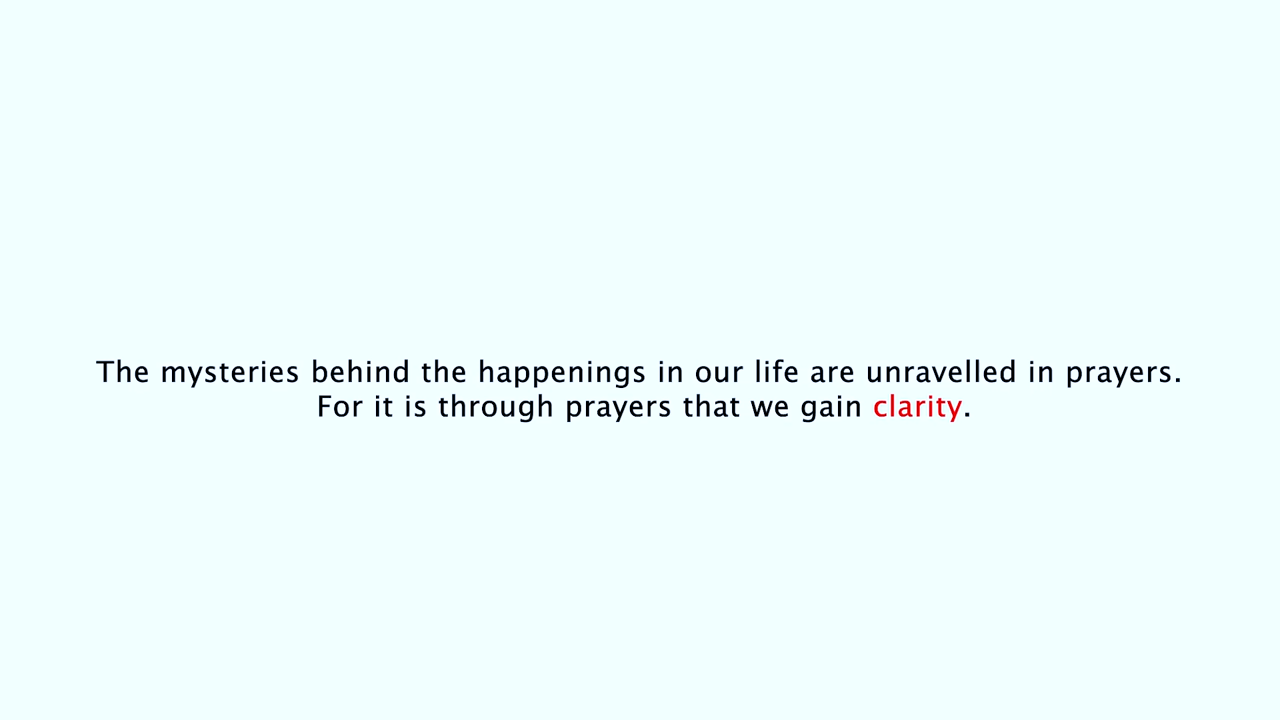 The mysteries behind the happenings in our life are unravelled in prayers.
For it is through prayers that we gain clarity.